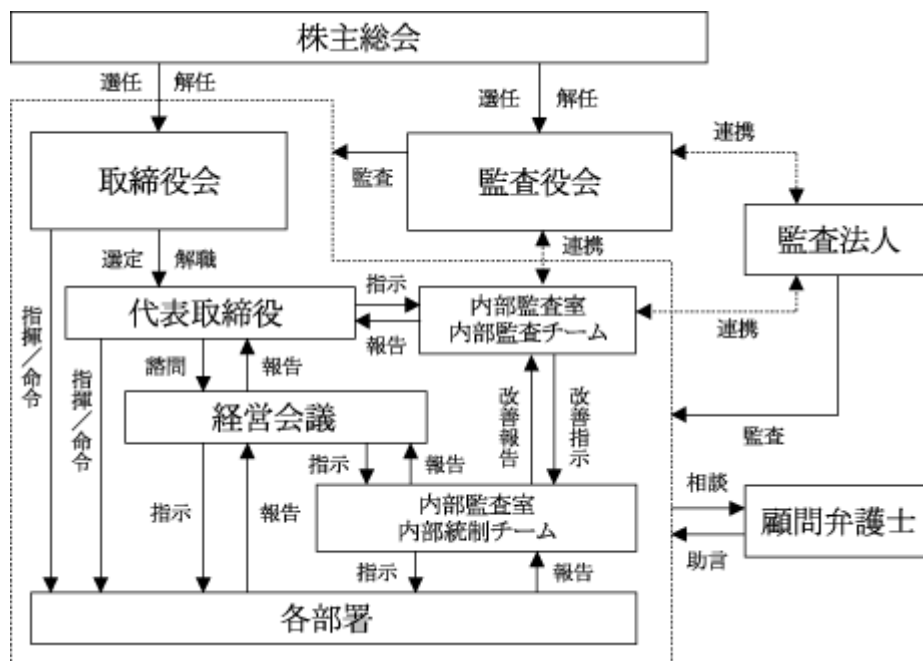 株主総会
選任
解任
選任
解任
連携
取締役会
監査
監査役会
監査法人
選定
解職
連携
指示
代表取締役
内部監査室
内部監査チーム
報告
連携
指揮／命令
指揮／命令
諮問
報告
改善報告
改善指示
経営会議
監査
指示
報告
相談
指示
報告
内部監査室
内部統制チーム
顧問弁護士
助言
指示
報告
各部署